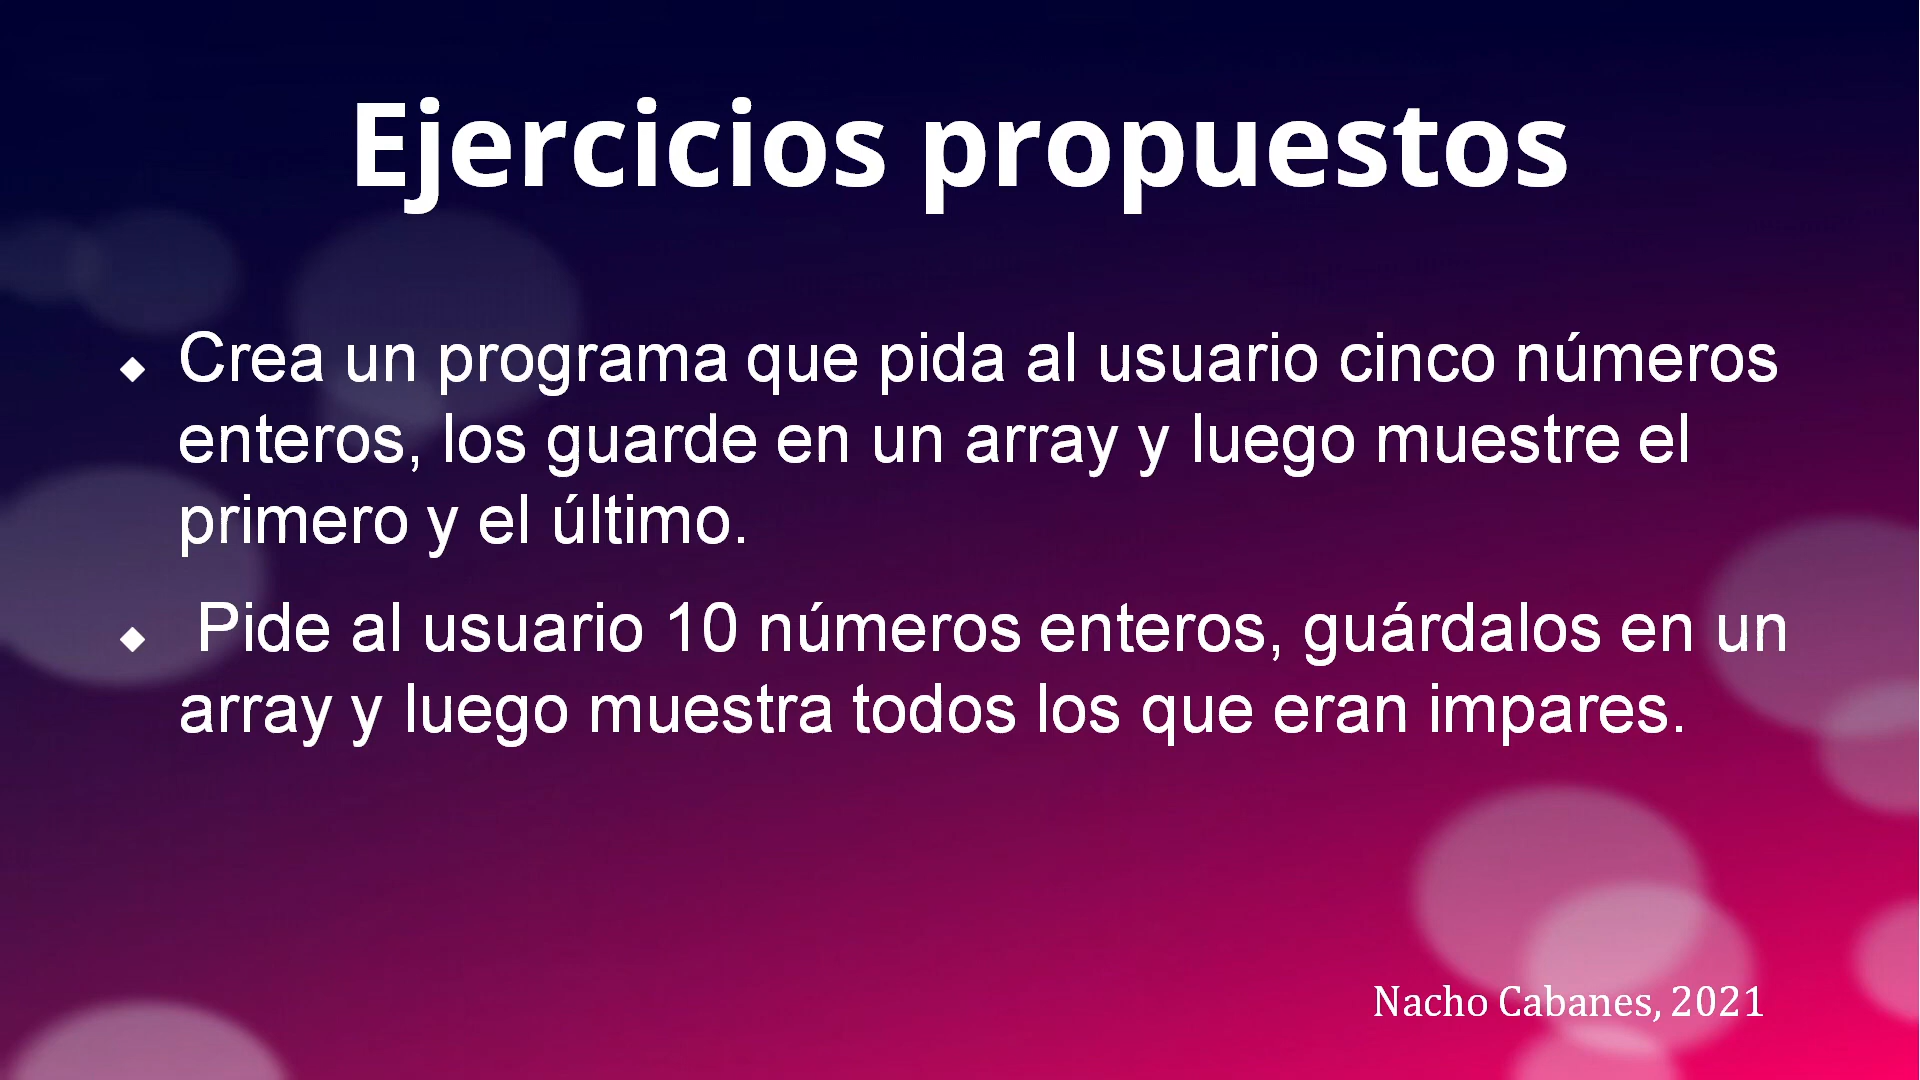 Ejercicios propuestos
Crea un programa que pida al usuario cinco números
enteros, los guarde en un array y luego muestre el
primero y el último.
Pide al usuario 10 números enteros, guárdalos en un
array y luego muestra todos los que eran impares.
Nacho Cabanes, 2021